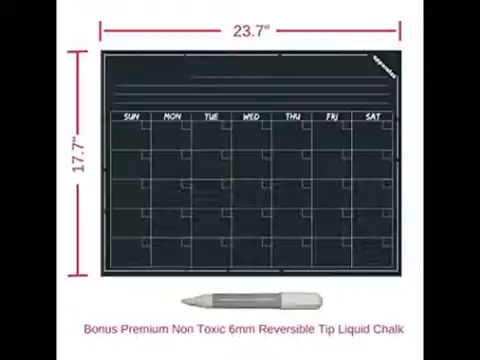 23.7"
17.7"
SUN MON TUE WED THU FRI SAT
Bonus Premium Non Toxic 6mm Reversible Tip Liquid Chalk